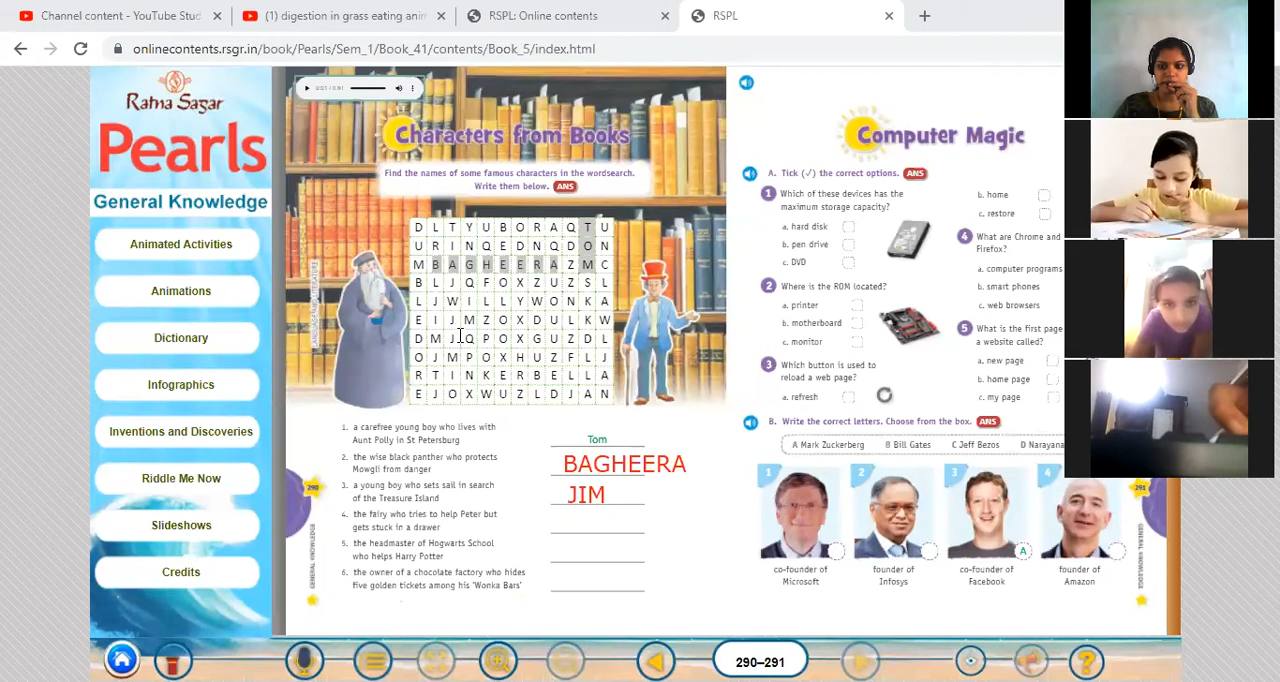 Channel content - YouTube Stud
(1) digestion in grass eating anim
RSPL: Online contents
RSPL
onlinecontents.rsgr.in/book/Pearls/Sem_1/Book_41/contents/Book_5/index.html
Ratna Sagar
Pearls
General Knowledge
Animated Activities
Animations
Dictionary
Infographics
Inventions and Discoveries
Riddle Me Now
Slideshows
Credits
Characters from Books
Find the names of some famous characters in the wordsearch.
Write them below. ANS
D L T Y U B O R A Q T U
U R I N Q E D N Q D O N
M B A G H E E R A Z M C
B L J Q F O X Z U Z S L
L J W I L L Y W O N K A
E I J M Z O X D U L K W
D M J Q P O X G U Z D L
O J M P O X H U Z F L J
R T I N K E R B E L L A
E J O X W U Z L D J A N
1. a carefree young boy who lives with
Aunt Polly in St Petersburg
Tom
2. the wise black panther who protects
Mowgli from danger
BAGHEERA
3. a young boy who sets sail in search
of the Treasure Island
JIM
4. the fairy who tries to help Peter but
gets stuck in a drawer
5. the headmaster of Hogwarts School
who helps Harry Potter
6. the owner of a chocolate factory who hides
five golden tickets among his 'Wonka Bars'
290
GENERAL KNOWLEDGE
Computer Magic
A. Tick (✓) the correct options. ANS
1 Which of these devices has the
maximum storage capacity?
a. hard disk
b. pen drive
c. DVD
2 Where is the ROM located?
a. printer
b. motherboard
c. monitor
3 Which button is used to
reload a web page?
a. refresh
b. home
c. restore
4 What are Chrome and
Firefox?
a. computer programs
b. smart phones
c. web browsers
5 What is the first page
a website called?
a. new page
b. home page
c. my page
B. Write the correct letters. Choose from the box. ANS
A Mark Zuckerberg B Bill Gates C Jeff Bezos D Narayana
1
2
3
4
A
co-founder of
Microsoft
founder of
Infosys
co-founder of
Facebook
founder of
Amazon
291
GENERAL KNOWLEDGE
290–291